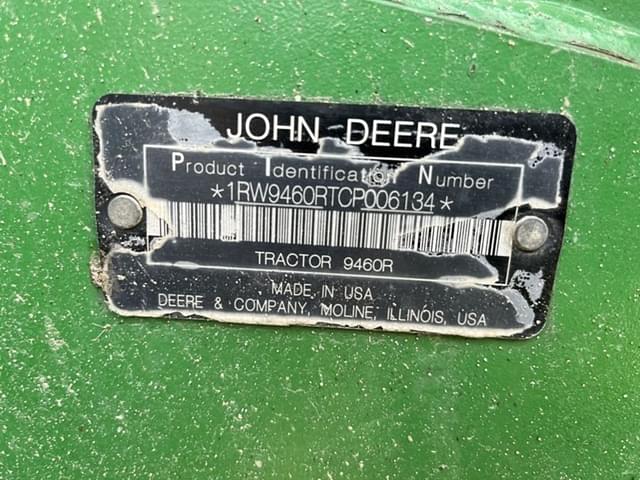 JOHN DEERE
Product Identification Number
*1RW9460RTCP006134*
TRACTOR 9460R
MADE IN USA
DEERE & COMPANY, MOLINE, ILLINOIS, USA